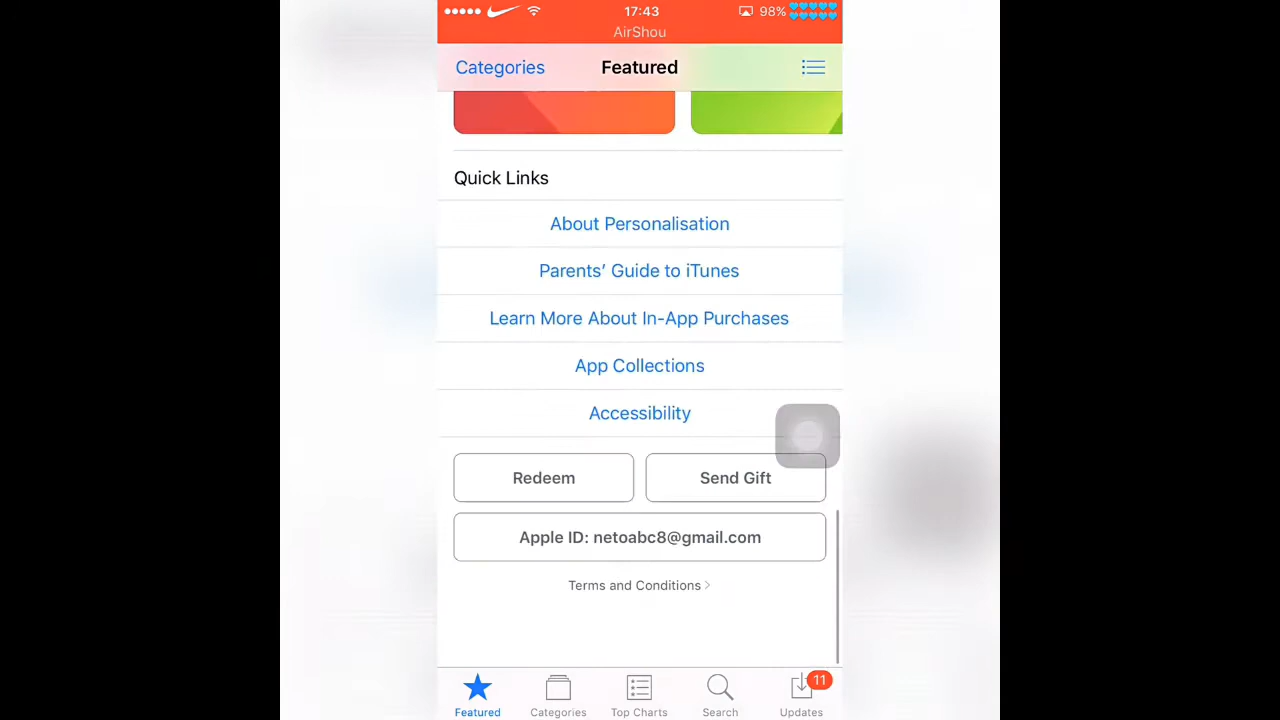 17:43
98%
AirShou
Categories
Featured
Quick Links
About Personalisation
Parents’ Guide to iTunes
Learn More About In-App Purchases
App Collections
Accessibility
Redeem
Send Gift
Apple ID: netoabc8@gmail.com
Terms and Conditions >
Featured
Categories
Top Charts
Search
Updates
11